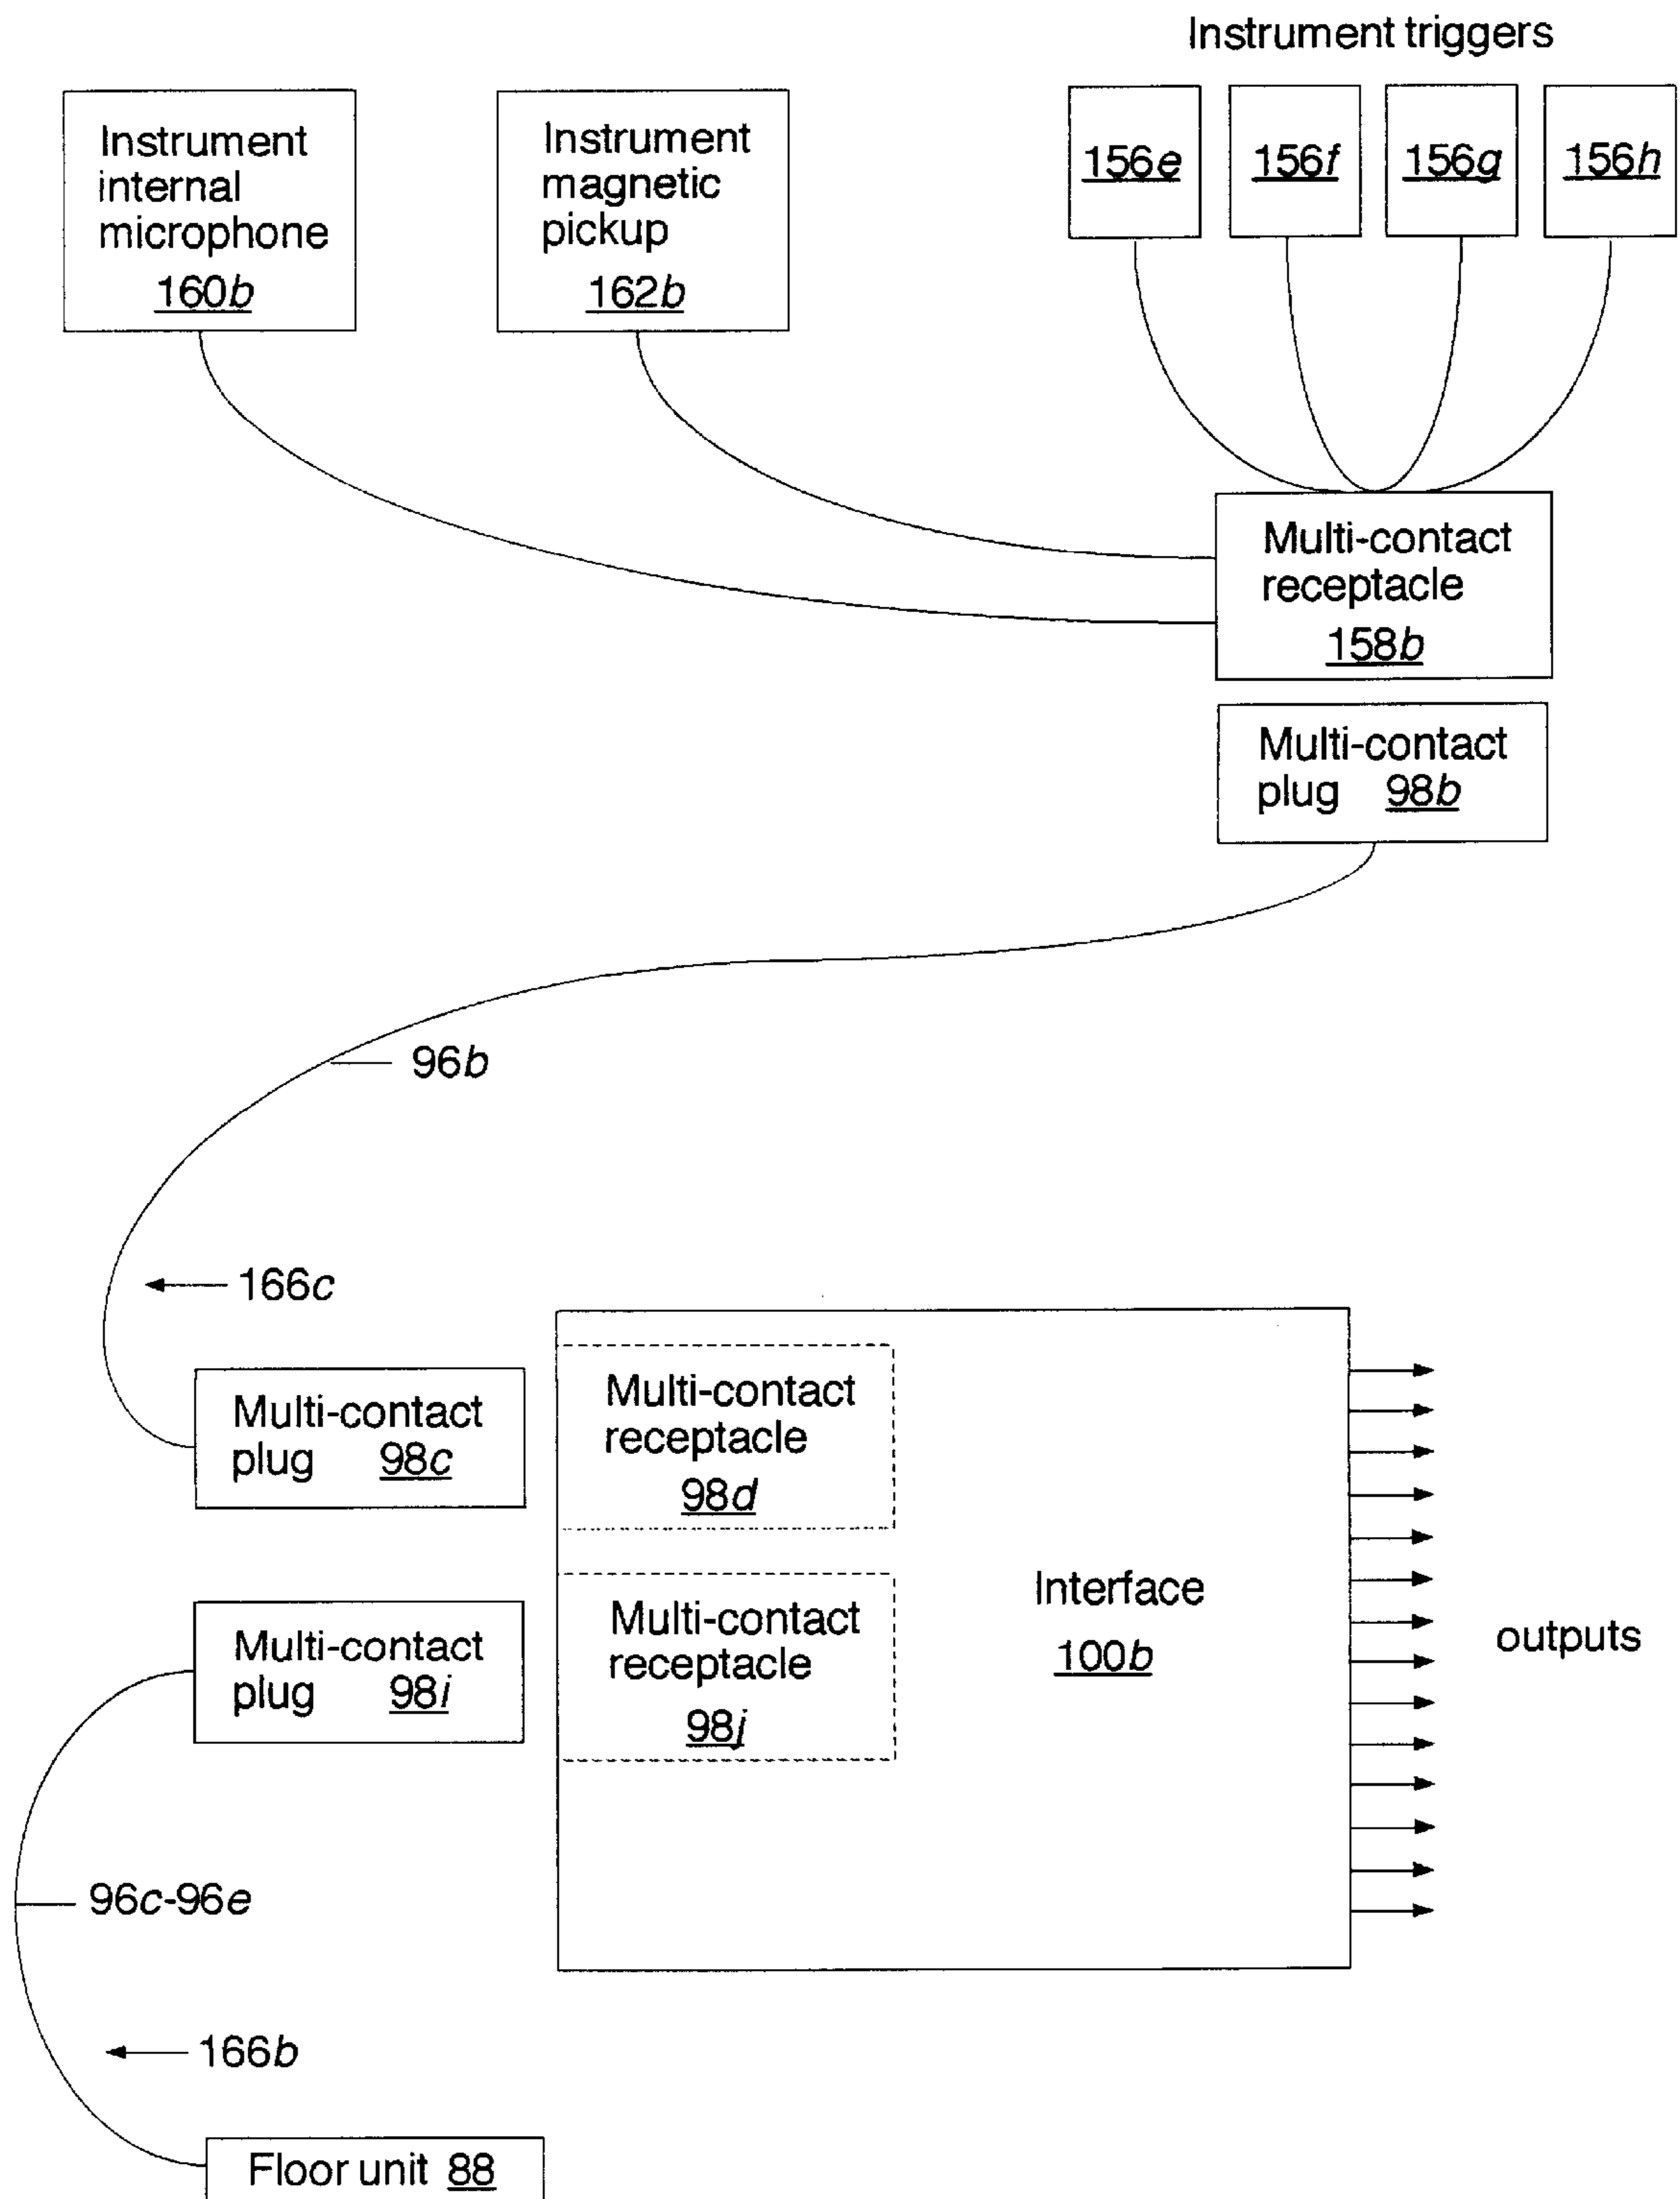 Instrument triggers
Instrument
internal
microphone
160b
Instrument
magnetic
pickup
162b
156e
156f
156g
156h
Multi-contact
receptacle
158b
Multi-contact
plug 98b
96b
166c
Multi-contact
plug 98c
Multi-contact
receptacle
98d
Multi-contact
plug 98i
Multi-contact
receptacle
98j
Interface
100b
outputs
96c-96e
166b
Floor unit 88